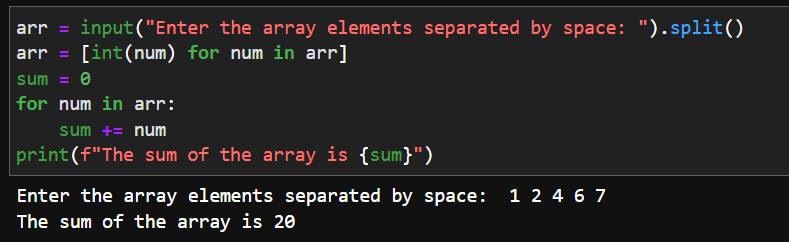 arr = input("Enter the array elements separated by space: ").split()
arr = [int(num) for num in arr]
sum = 0
for num in arr:
    sum += num
print(f"The sum of the array is {sum}")
Enter the array elements separated by space:  1 2 4 6 7
The sum of the array is 20